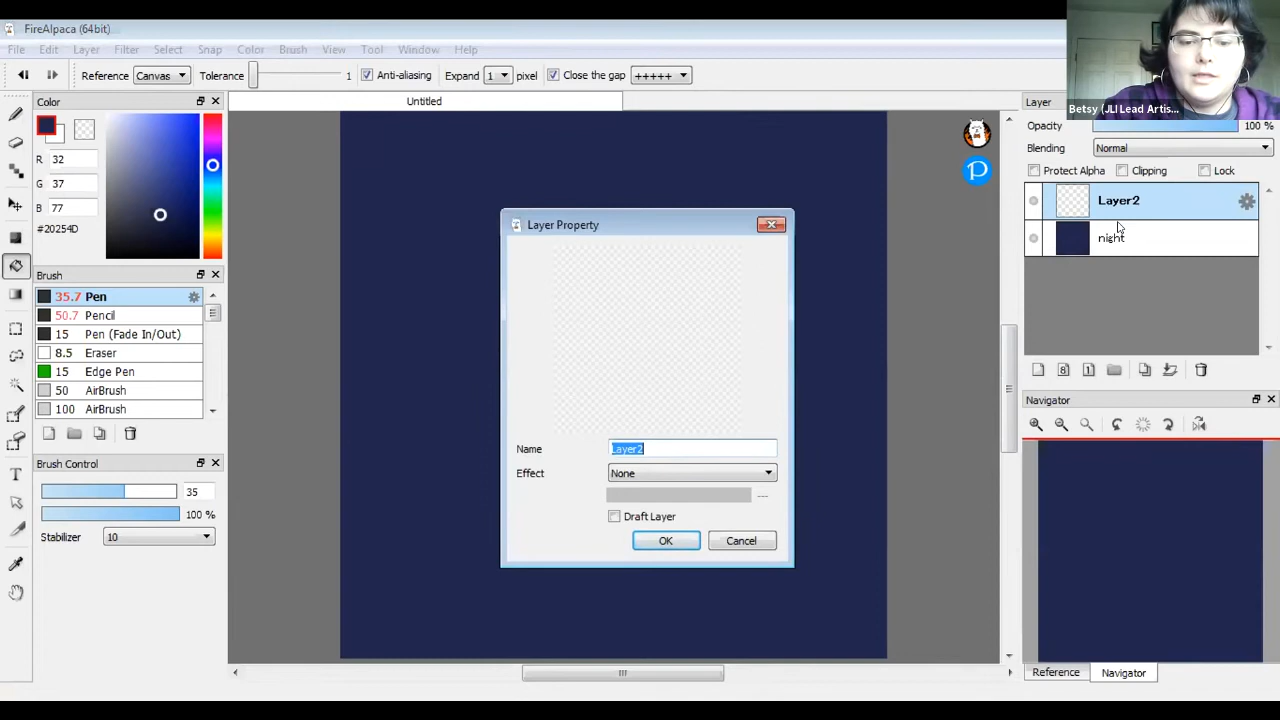 FireAlpaca (64bit)
File Edit Layer Filter Select Snap Color Brush View Tool Window Help
Reference Canvas Tolerance 1 Anti-aliasing Expand 1 pixel Close the gap +++++
Betsy (JLI Lead Artis...
Color
Untitled
Layer
Opacity 100 %
Blending Normal
R 32
G 37
B 77
#20254D
P
Protect Alpha Clipping Lock
Layer2
night
Brush
35.7 Pen
50.7 Pencil
15 Pen (Fade In/Out)
8.5 Eraser
15 Edge Pen
50 AirBrush
100 AirBrush
Brush Control
35
100 %
Stabilizer 10
T
Layer Property
Name Layer2
Effect None
---
Draft Layer
OK Cancel
8 1
Navigator
Reference Navigator